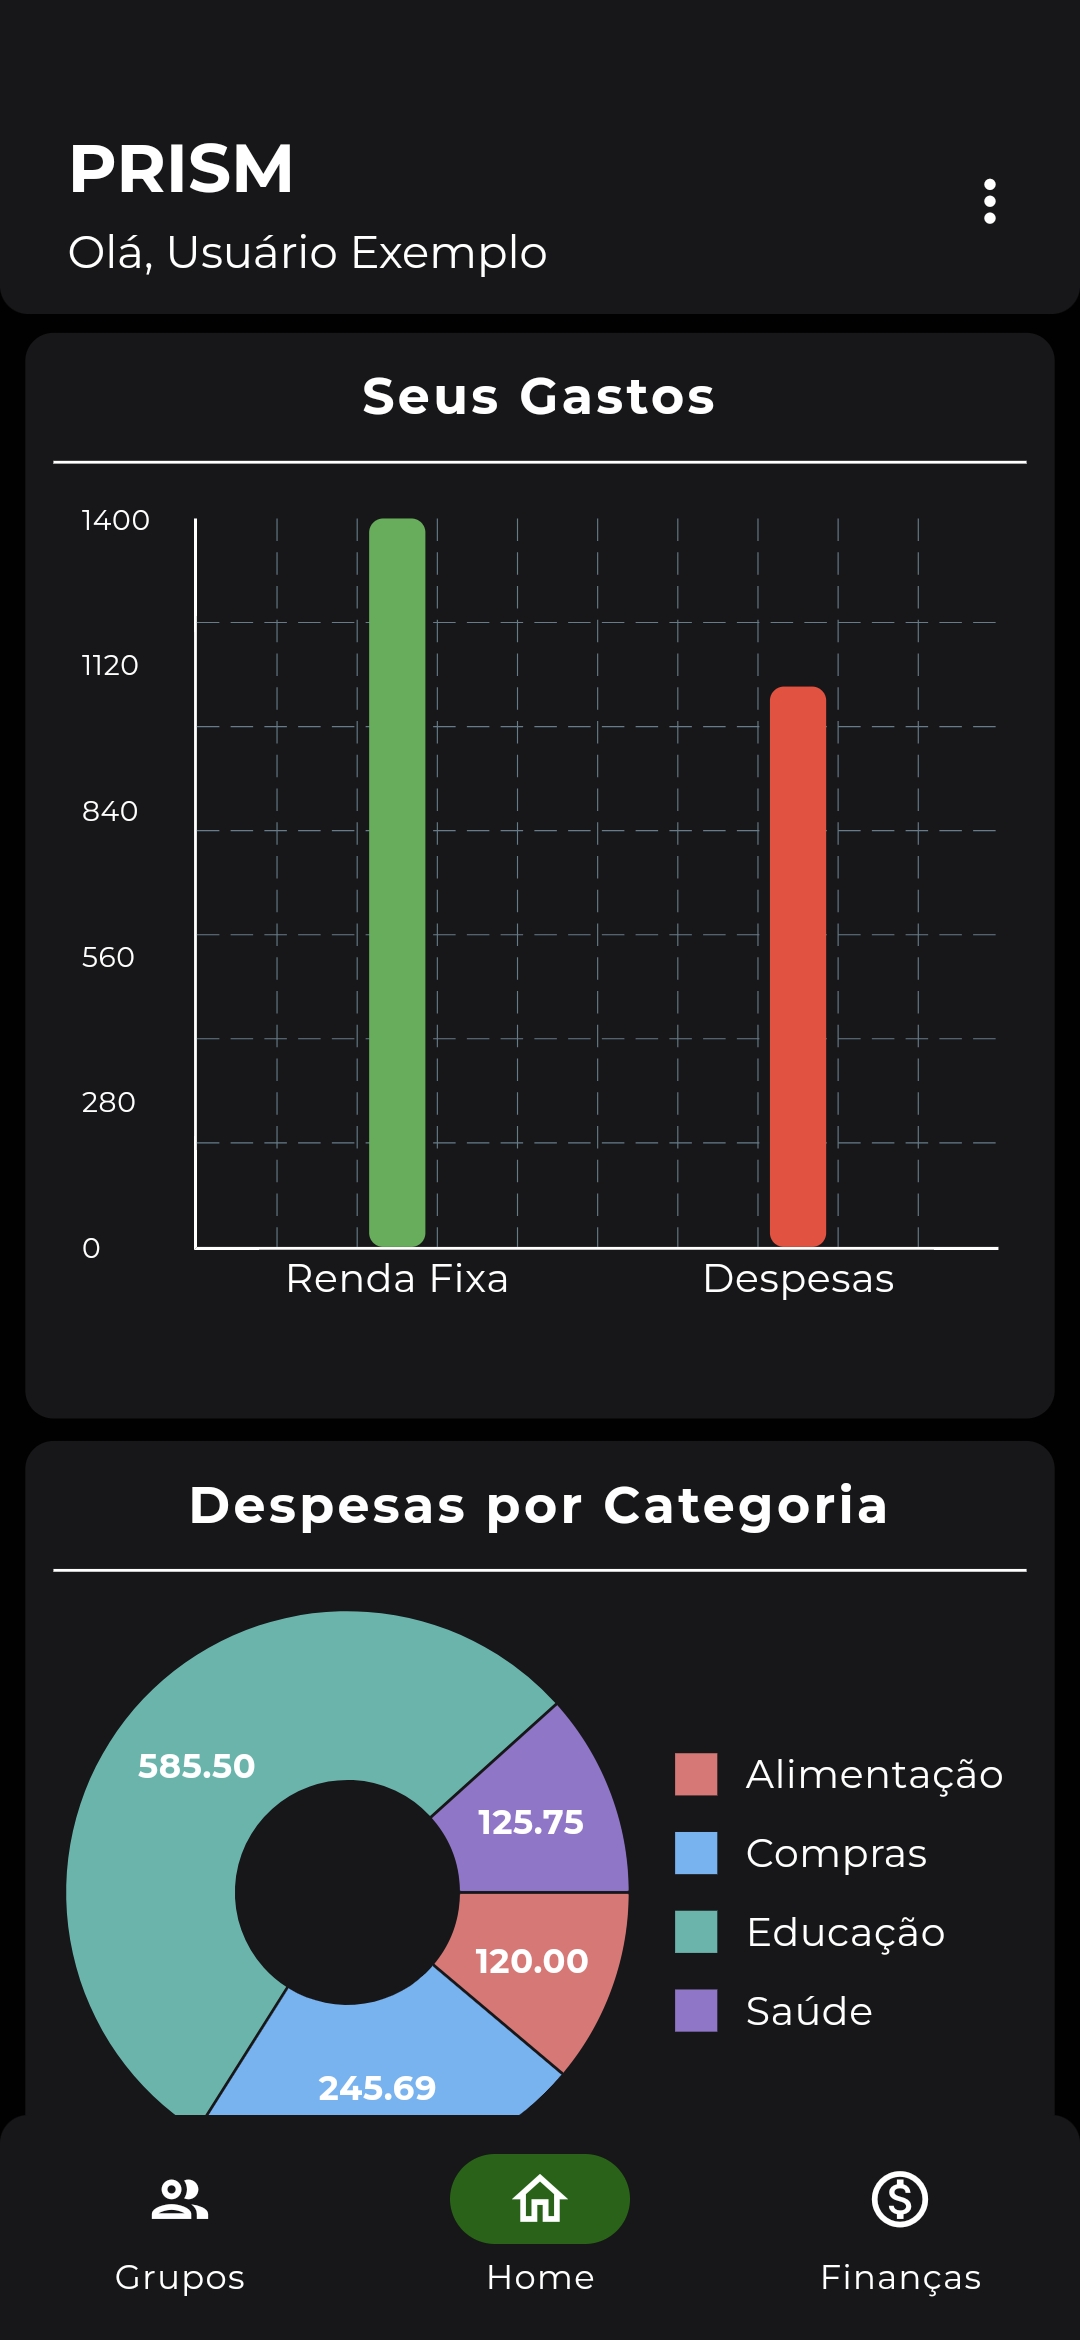 PRISM
Olá, Usuário Exemplo
Seus Gastos
1400
1120
840
560
280
0
Renda Fixa
Despesas
Despesas por Categoria
585.50
125.75
120.00
245.69
Alimentação
Compras
Educação
Saúde
Grupos
Home
Finanças